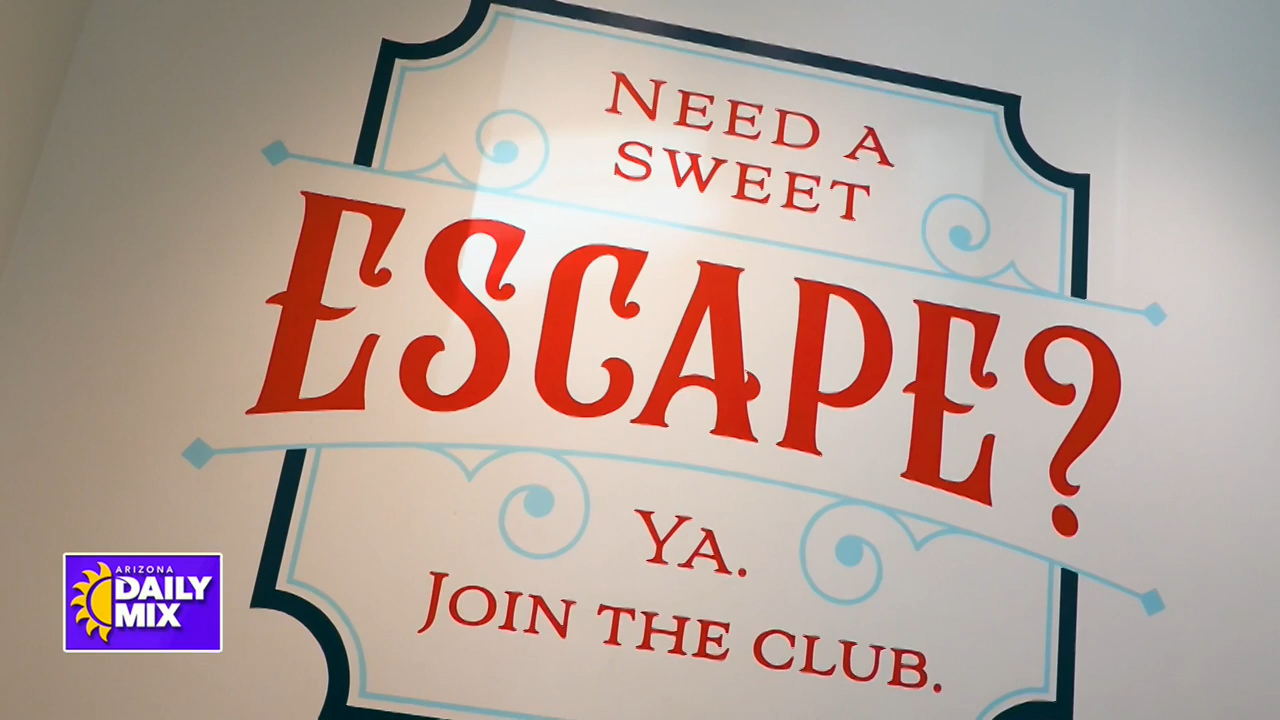 NEED A
SWEET
ESCAPE?
YA.
JOIN THE CLUB.
ARIZONA
DAILY
MIX